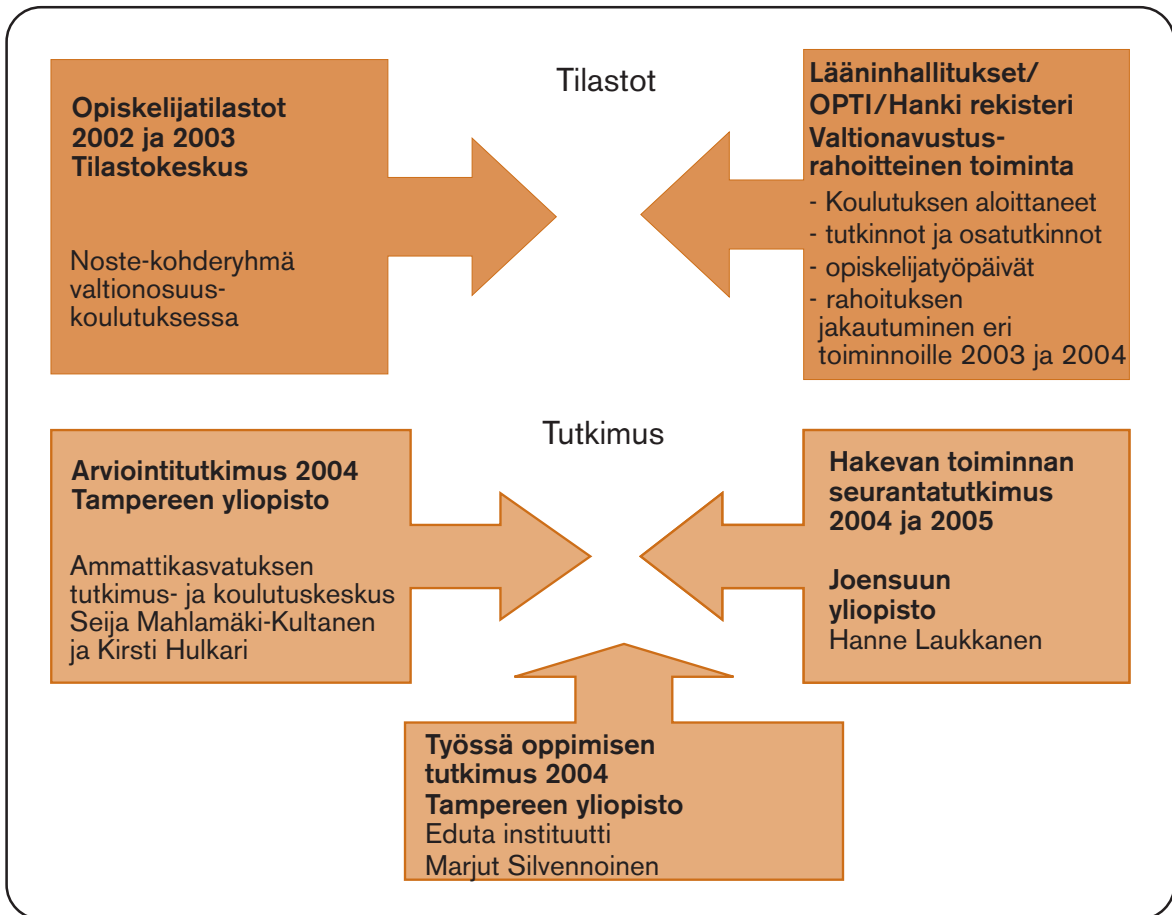 Tilastot
Opiskelijatilastot
2002 ja 2003
Tilastokeskus
Noste-kohderyhmä
valtionosuus-
koulutuksessa
Lääninhallitukset/
OPTI/Hanki rekisteri
Valtionavustus-
rahoitteinen toiminta
- Koulutuksen aloittaneet
- tutkinnot ja osatutkinnot
- opiskelijatyöpäivät
- rahoituksen
jakautuminen eri
toiminnoille 2003 ja 2004
Tutkimus
Arviointitutkimus 2004
Tampereen yliopisto
Ammattikasvatuksen
tutkimus- ja koulutuskeskus
Seija Mahlamäki-Kultanen
ja Kirsti Hulkari
Hakevan toiminnan
seurantatutkimus
2004 ja 2005
Joensuun
yliopisto
Hanne Laukkanen
Työssä oppimisen
tutkimus 2004
Tampereen yliopisto
Eduta instituutti
Marjut Silvennoinen